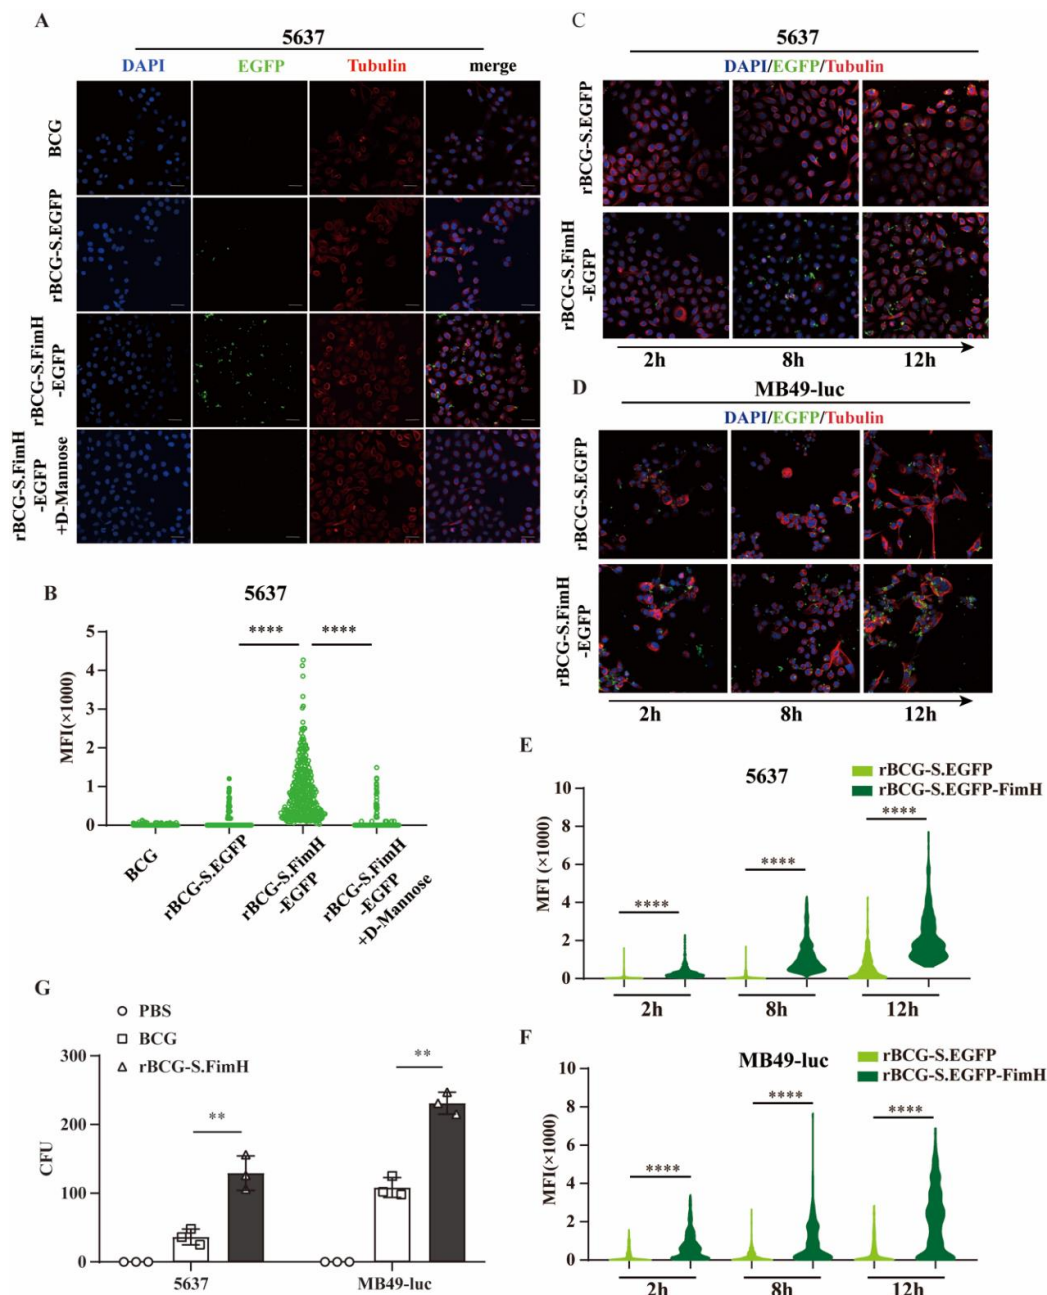 A
5637
DAPI EGFP Tubulin merge
BCG
rBCG-S.EGFP
rBCG-S.FimH
-EGFP
rBCG-S.FimH
-EGFP
+D-Mannose
B
5637
**** ****
MFI(×1000)
5
4
3
2
1
0
BCG
rBCG-S.EGFP
rBCG-S.FimH
-EGFP
rBCG-S.FimH
-EGFP
+D-Mannose
C
5637
DAPI/EGFP/Tubulin
rBCG-S.EGFP
rBCG-S.FimH
-EGFP
2h 8h 12h
D
MB49-luc
DAPI/EGFP/Tubulin
rBCG-S.EGFP
rBCG-S.FimH
-EGFP
2h 8h 12h
E
5637
rBCG-S.EGFP
rBCG-S.EGFP-FimH
MFI (×1000)
10
8
6
4
2
0
**** **** ****
2h 8h 12h
F
MB49-luc
rBCG-S.EGFP
rBCG-S.EGFP-FimH
MFI(×1000)
10
8
6
4
2
0
**** **** ****
2h 8h 12h
G
PBS
BCG
rBCG-S.FimH
CFU
300
200
100
0
** **
5637 MB49-luc